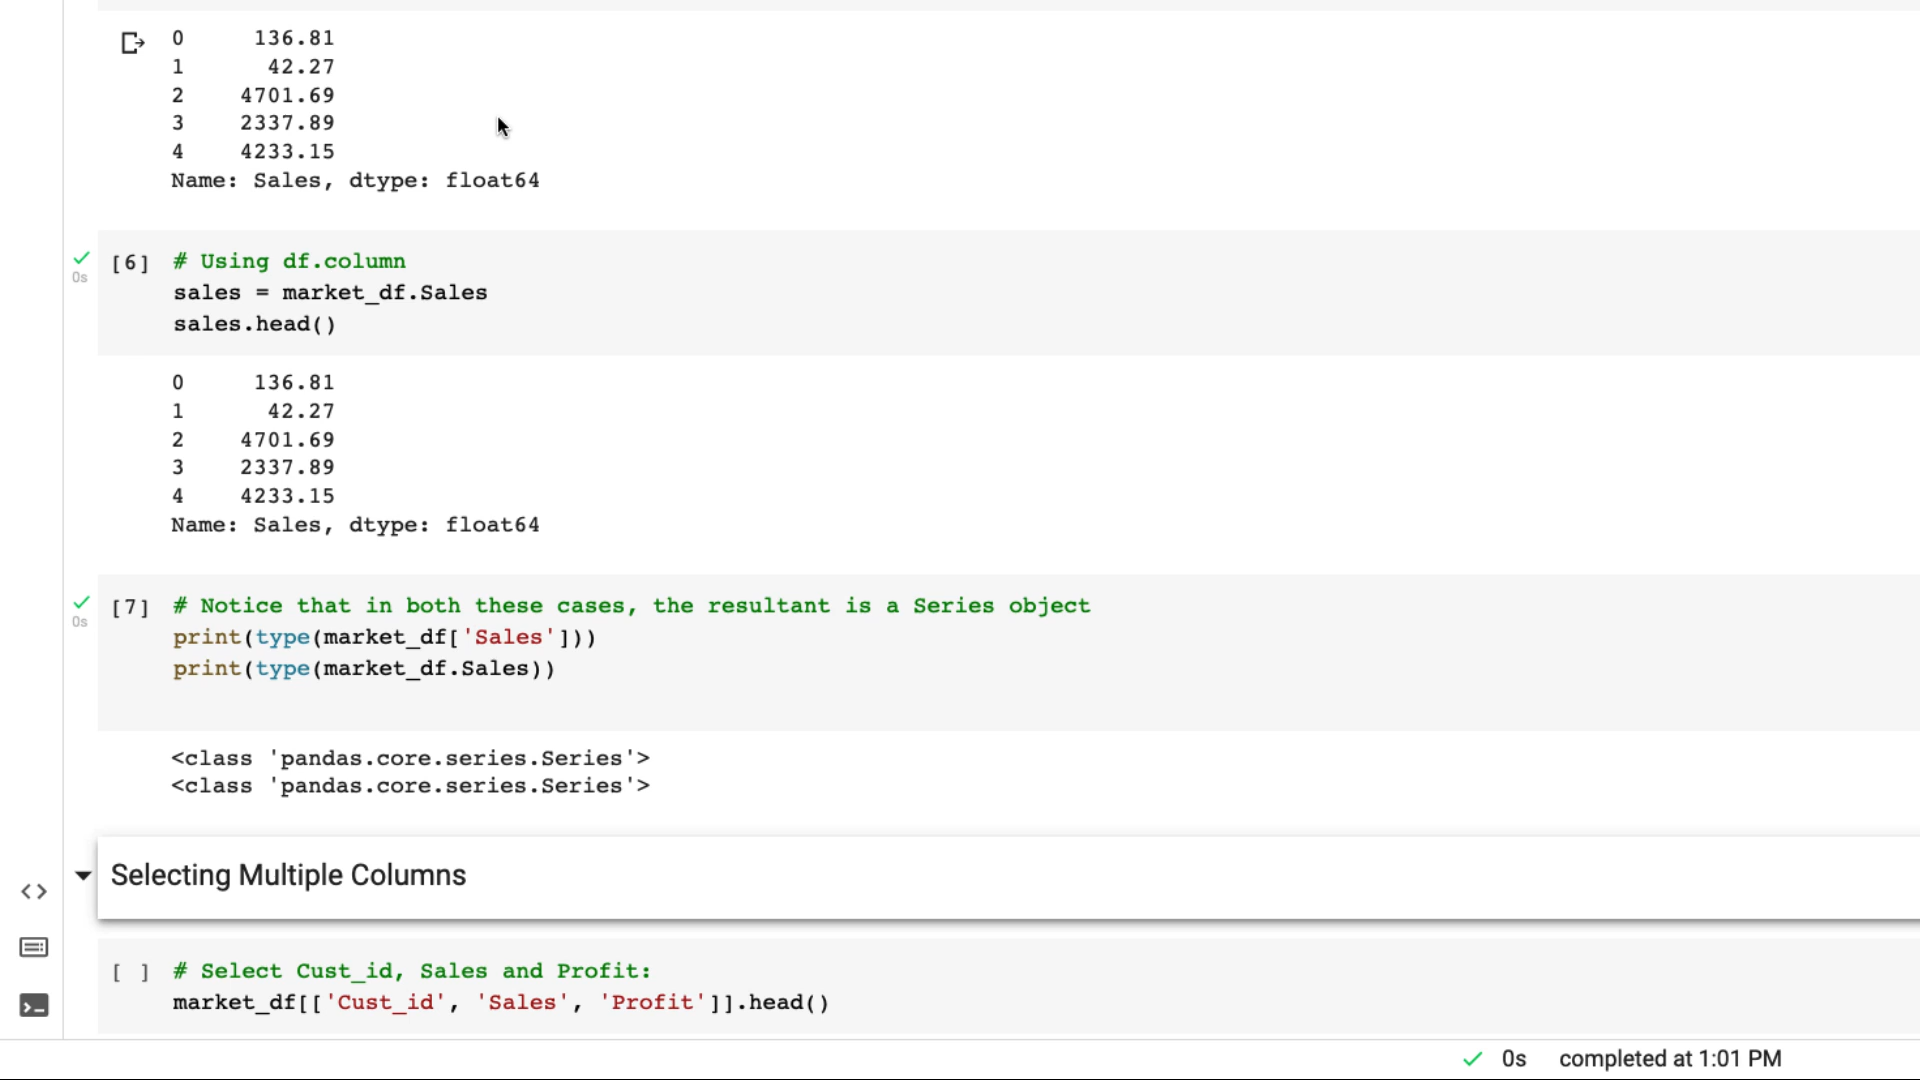 0      136.81
1       42.27
2     4701.69
3     2337.89
4     4233.15
Name: Sales, dtype: float64
0s
[6] # Using df.column
sales = market_df.Sales
sales.head()
0      136.81
1       42.27
2     4701.69
3     2337.89
4     4233.15
Name: Sales, dtype: float64
0s
[7] # Notice that in both these cases, the resultant is a Series object
print(type(market_df['Sales']))
print(type(market_df.Sales))
<class 'pandas.core.series.Series'>
<class 'pandas.core.series.Series'>
Selecting Multiple Columns
[ ] # Select Cust_id, Sales and Profit:
market_df[['Cust_id', 'Sales', 'Profit']].head()
0s completed at 1:01 PM